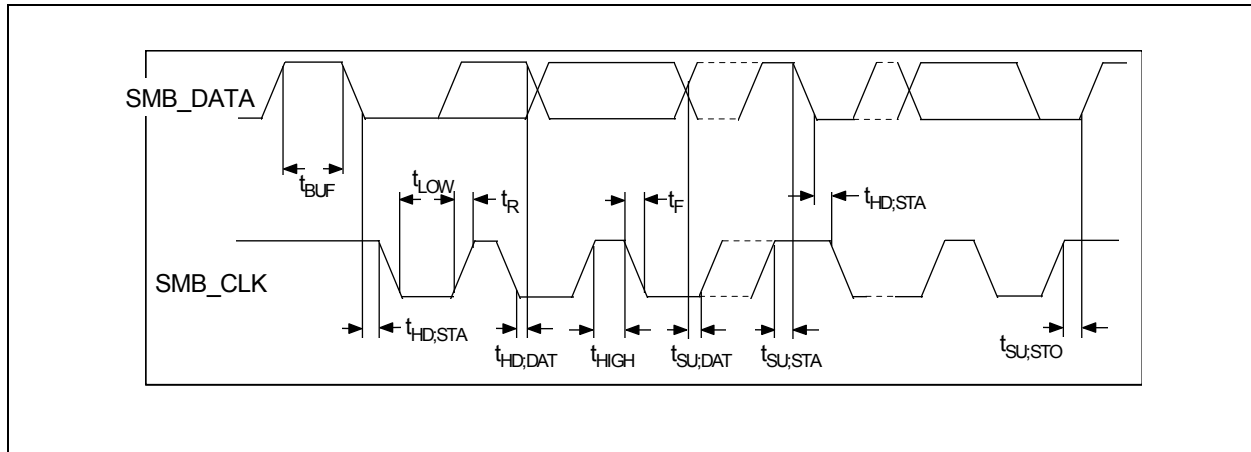 SMB_DATA
tBUF
tLOW
tR
tF
tHD;STA
SMB_CLK
tHD;STA
tHD;DAT
tHIGH
tSU;DAT
tSU;STA
tSU;STO